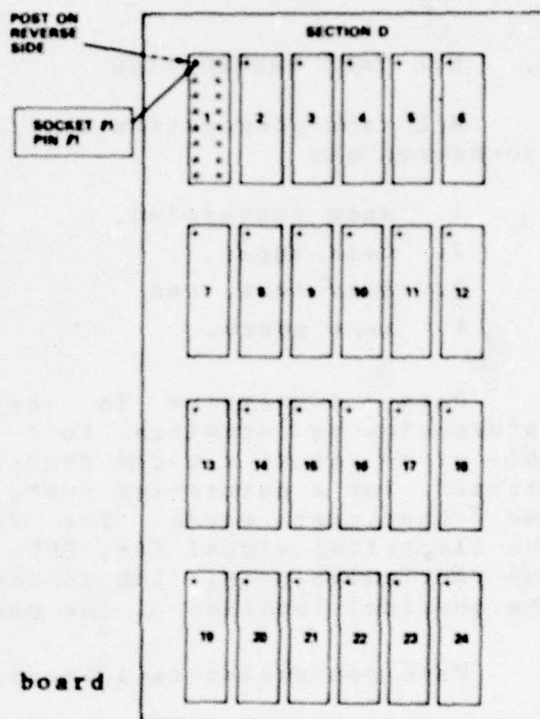 POST ON
REVERSE
SIDE
SECTION D
SOCKET #1
PIN #1
1 2 3 4 5 6
7 8 9 10 11 12
13 14 15 16 17 18
19 20 21 22 23 24
board